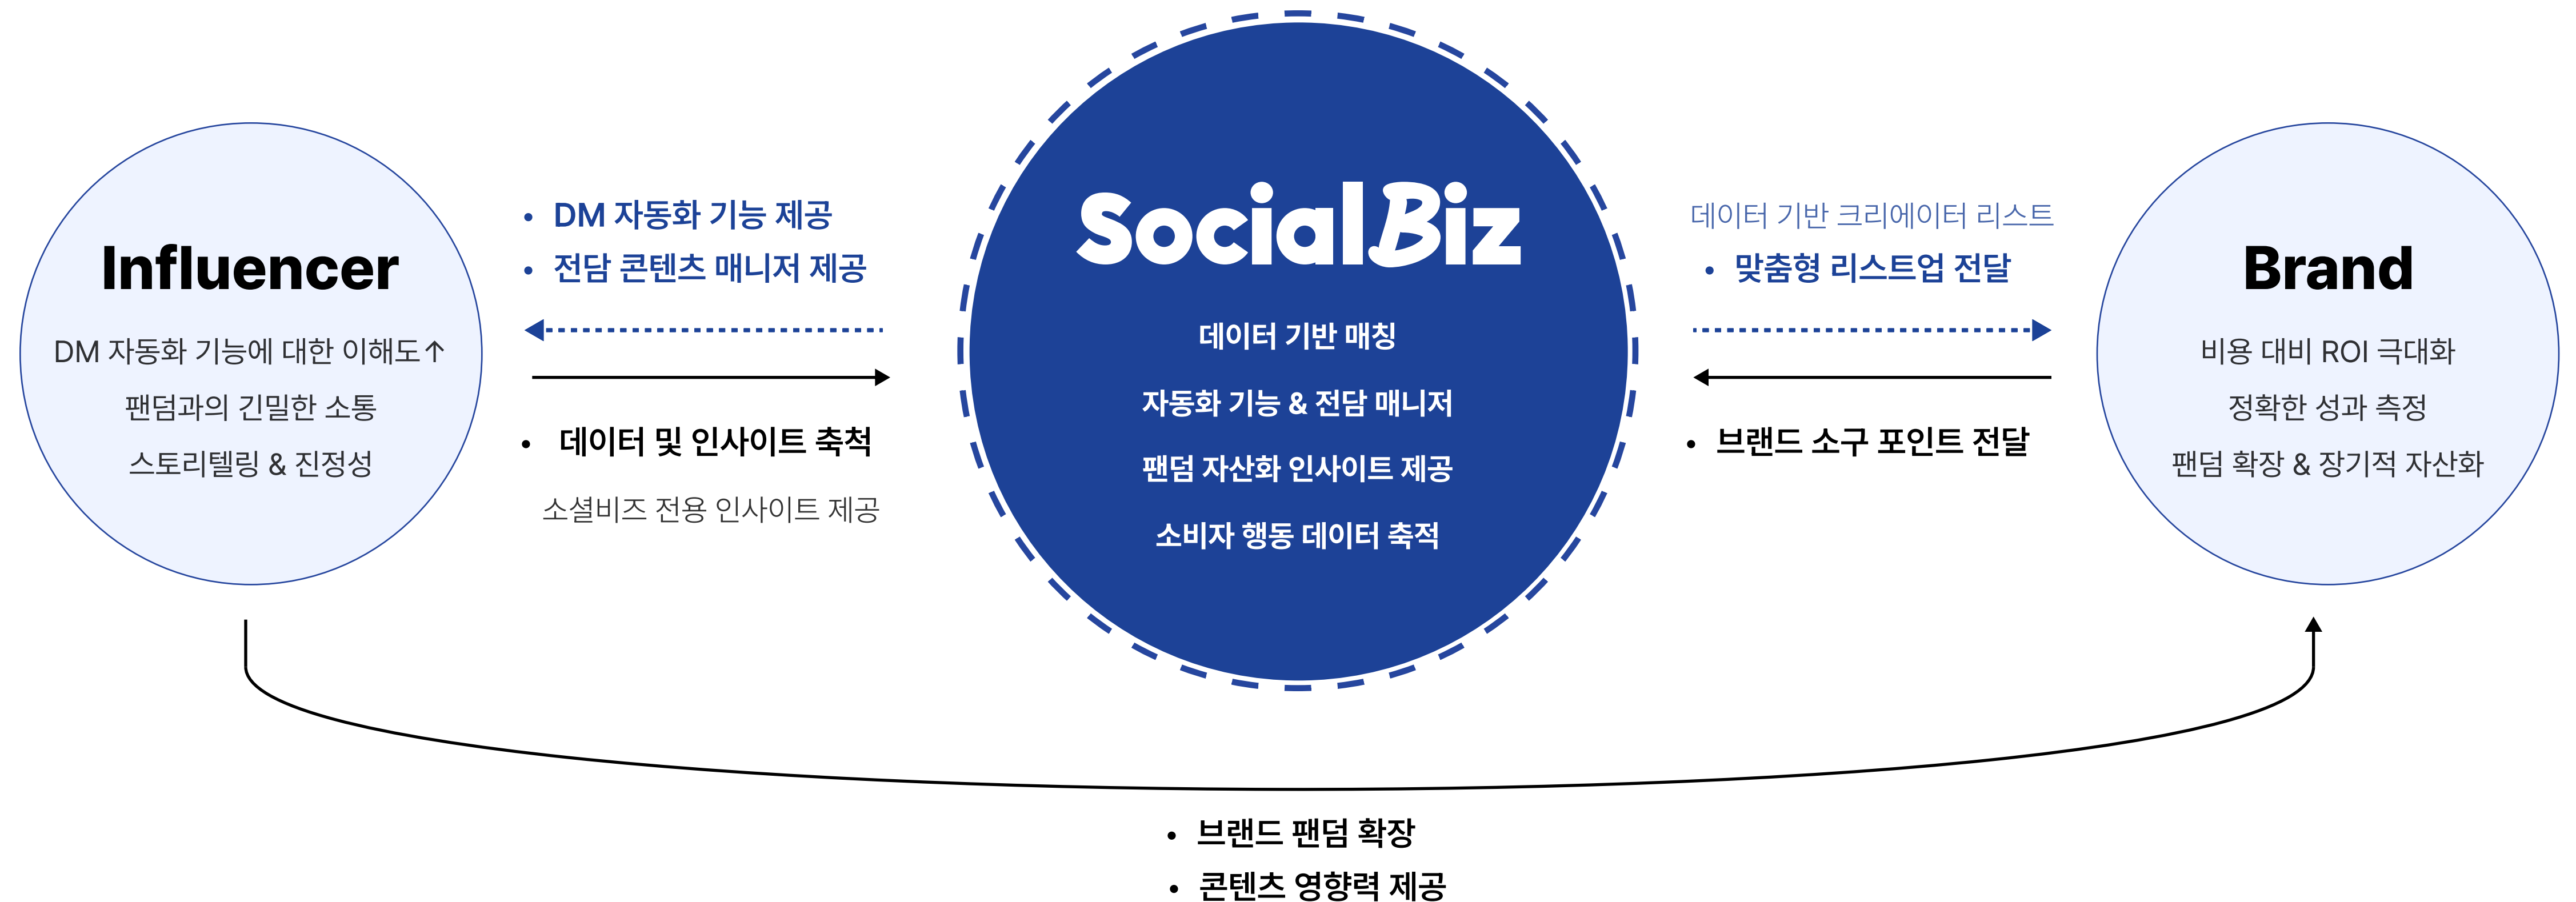 Influencer
DM 자동화 기능에 대한 이해도↑
팬덤과의 긴밀한 소통
스토리텔링 & 진정성
• DM 자동화 기능 제공
• 전담 콘텐츠 매니저 제공
• 데이터 및 인사이트 축척
소셜비즈 전용 인사이트 제공
SocialBiz
데이터 기반 매칭
자동화 기능 & 전담 매니저
팬덤 자산화 인사이트 제공
소비자 행동 데이터 축적
데이터 기반 크리에이터 리스트
• 맞춤형 리스트업 전달
• 브랜드 소구 포인트 전달
Brand
비용 대비 ROI 극대화
정확한 성과 측정
팬덤 확장 & 장기적 자산화
• 브랜드 팬덤 확장
• 콘텐츠 영향력 제공